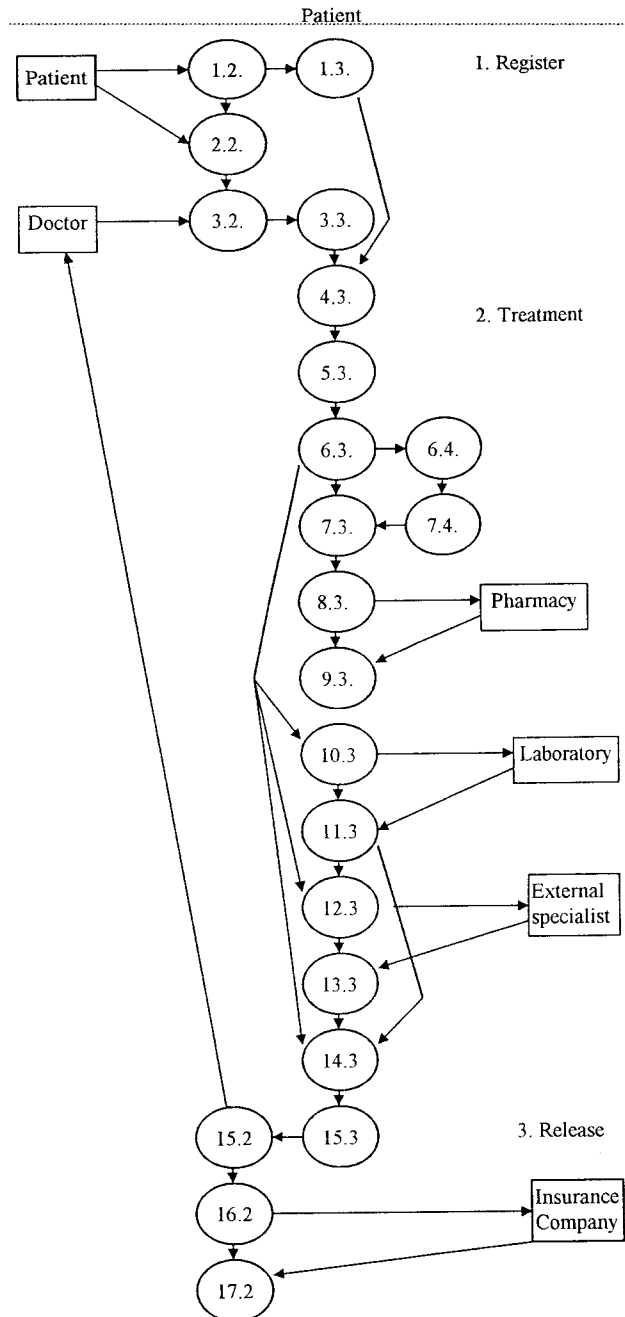 Patient
Patient
1.2.
1.3.
1. Register
2.2.
Doctor
3.2.
3.3.
4.3.
2. Treatment
5.3.
6.3.
6.4.
7.3.
7.4.
8.3.
Pharmacy
9.3.
10.3
Laboratory
11.3
12.3
External
specialist
13.3
14.3
15.2
15.3
3. Release
16.2
Insurance
Company
17.2